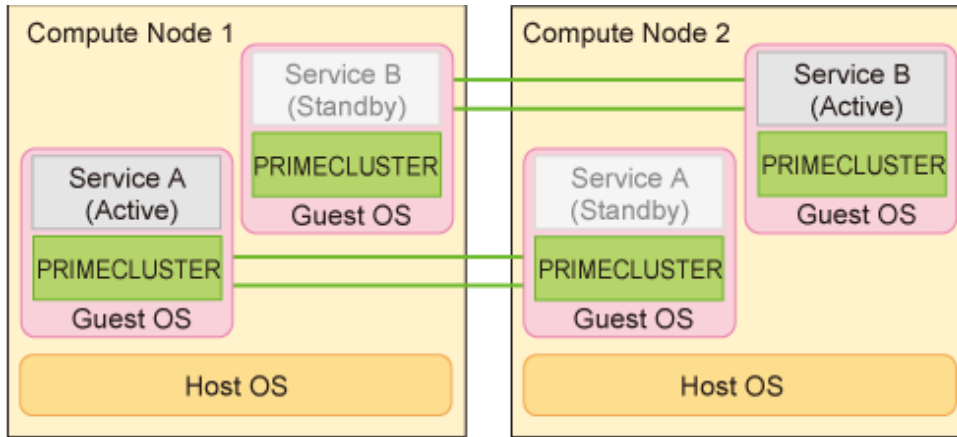 Compute Node 1
Service B
(Standby)
PRIMECLUSTER
Guest OS
Service A
(Active)
PRIMECLUSTER
Guest OS
Host OS
Compute Node 2
Service B
(Active)
PRIMECLUSTER
Guest OS
Service A
(Standby)
PRIMECLUSTER
Guest OS
Host OS